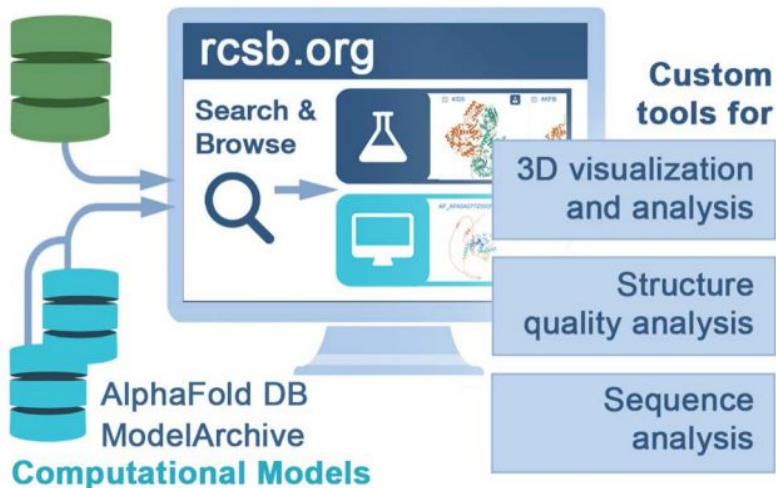 rcsb.org
Search &
Browse
4IDS
Custom
tools for
3D visualization
and analysis
Structure
quality analysis
Sequence
analysis
AlphaFold DB
ModelArchive
Computational Models